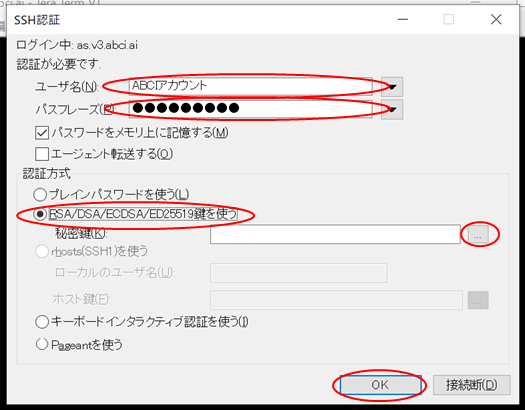 SSH認証
ログイン中: as.v3.abci.ai
認証が必要です.
ユーザ名(N): ABCIアカウント
パスフレーズ(P): ●●●●●●●●●
パスワードをメモリ上に記憶する(M)
エージェント転送する(O)
認証方式
プレインパスワードを使う(L)
RSA/DSA/ECDSA/ED25519鍵を使う
秘密鍵(K): ...
rhosts(SSH1)を使う
ローカルのユーザ名(U):
ホスト鍵(F): ...
キーボードインタラクティブ認証を使う(I)
Pageantを使う
OK 接続断(D)